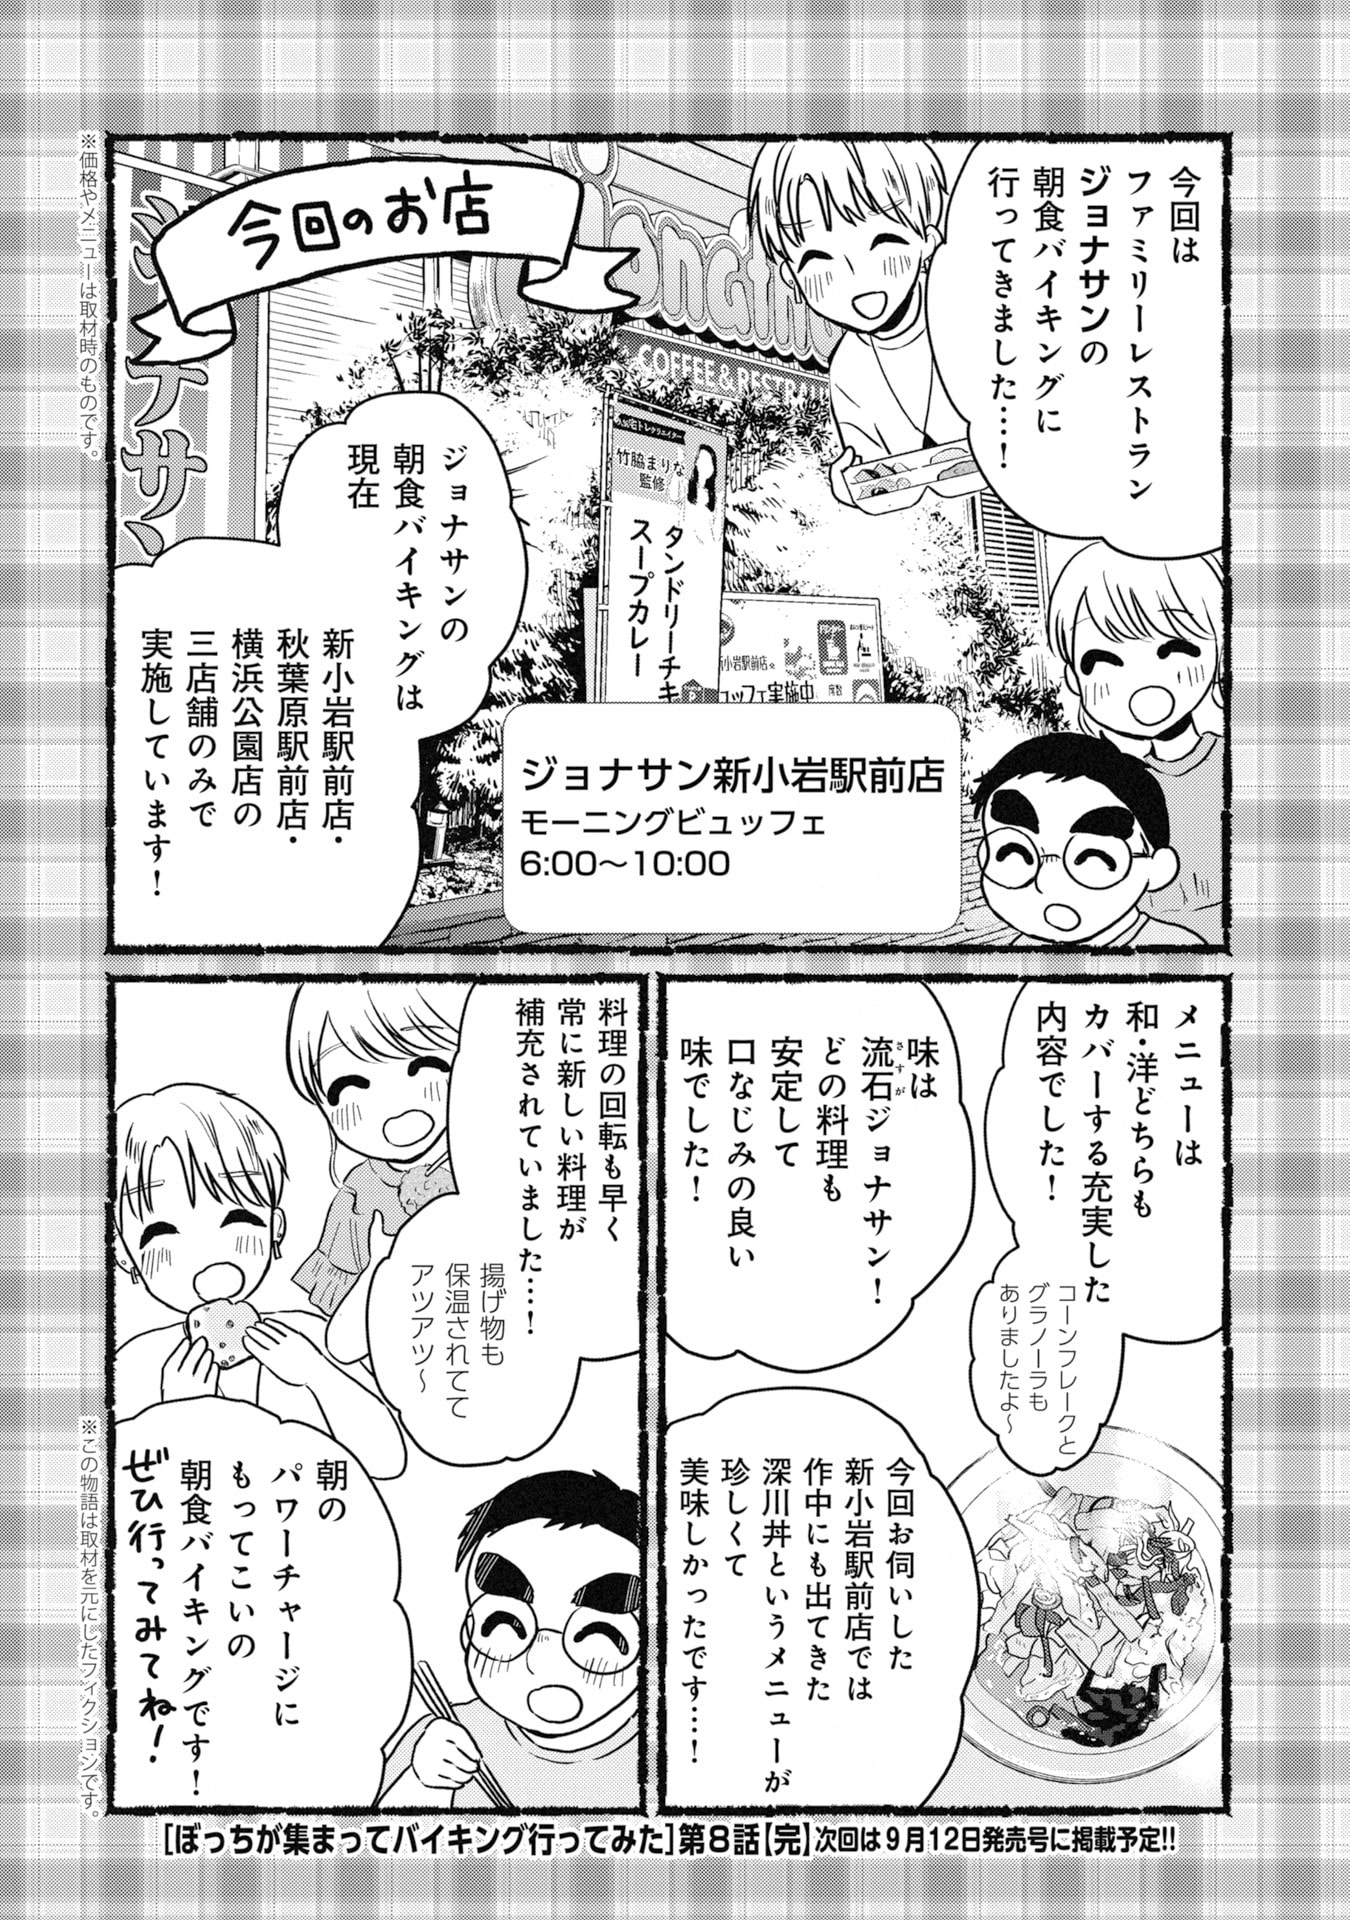 今回のお店
今回は
ファミリーレストラン
ジョナサンの
朝食バイキングに
行ってきました…！
ジョナサン
COFFEE & RESTRAU
竹脇まりな
監修
タンドリーチキ
スープカレー
新小岩駅前店
ュッフェ実施中
ジョナサンの
朝食バイキングは
現在
新小岩駅前店・
秋葉原駅前店・
横浜公園店の
三店舗のみで
実施しています！
ジョナサン新小岩駅前店
モーニングビュッフェ
6:00〜10:00
メニューは
和・洋どちらも
カバーする充実した
内容でした！
コーンフレークと
グラノーラも
ありましたよ〜
味は
流石ジョナサン！
さすが
どの料理も
安定して
口なじみの良い
味でした！
今回お伺いした
新小岩駅前店では
作中にも出てきた
深川丼というメニューが
珍しくて
美味しかったです…！
料理の回転も早く
常に新しい料理が
補充されていました…！
揚げ物も
保温されてて
アツアツ〜
朝の
パワーチャージに
もってこいの
朝食バイキングです！
ぜひ行ってみてね！
※価格やメニューは取材時のものです。
※この物語は取材を元にしたフィクションです。
[ぼっちが集まってバイキング行ってみた]第8話【完】次回は9月12日発売号に掲載予定!!